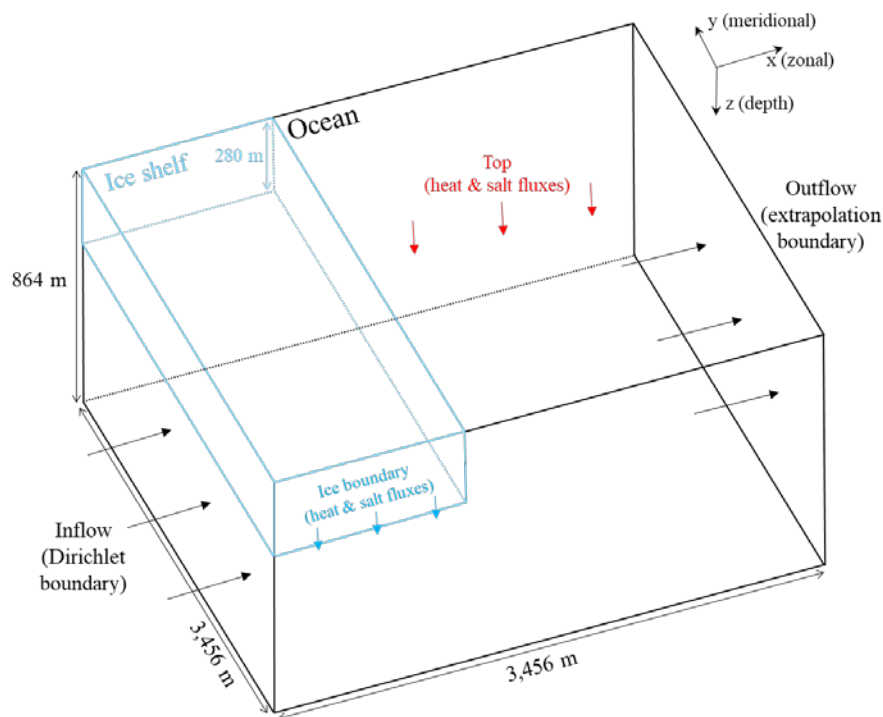 y (meridional)
x (zonal)
z (depth)
Ocean
280 m
Ice shelf
Top
(heat & salt fluxes)
Outflow
(extrapolation
boundary)
864 m
Ice boundary
(heat & salt fluxes)
Inflow
(Dirichlet
boundary)
3,456 m
3,456 m